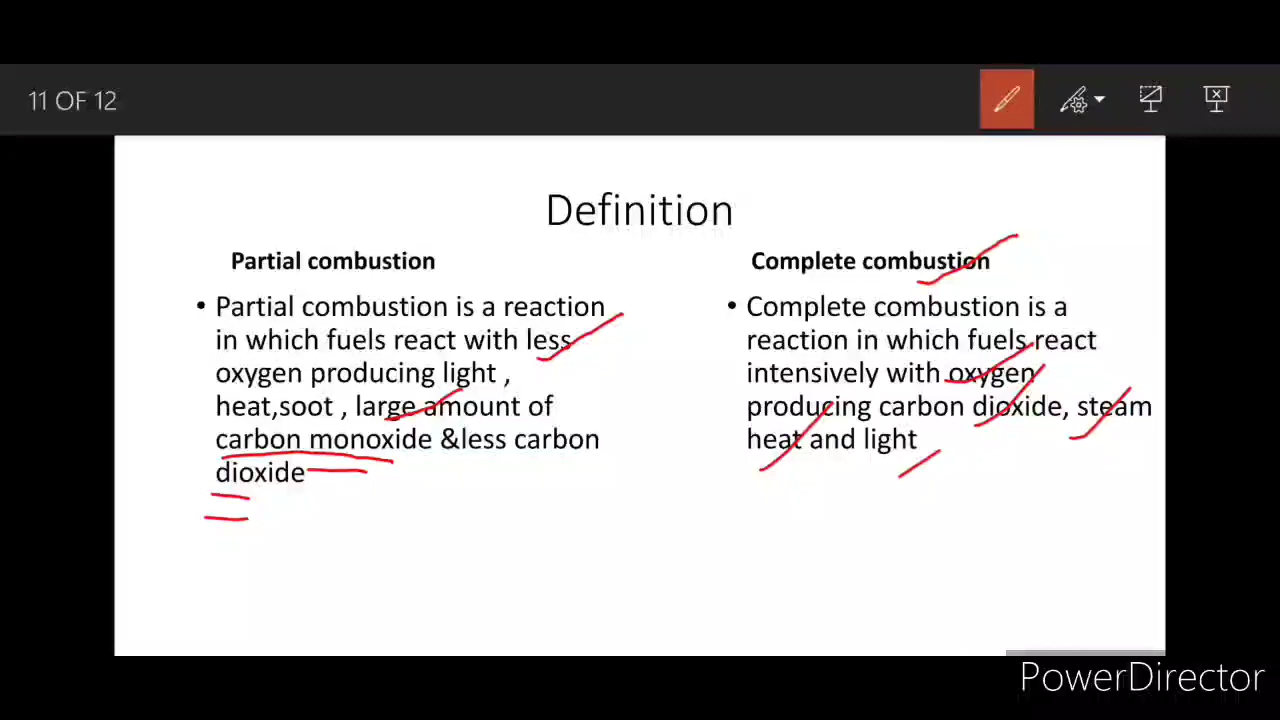 11 OF 12
Definition
Partial combustion
• Partial combustion is a reaction
in which fuels react with less
oxygen producing light ,
heat,soot , large amount of
carbon monoxide &less carbon
dioxide
Complete combustion
• Complete combustion is a
reaction in which fuels react
intensively with oxygen
producing carbon dioxide, steam
heat and light
PowerDirector